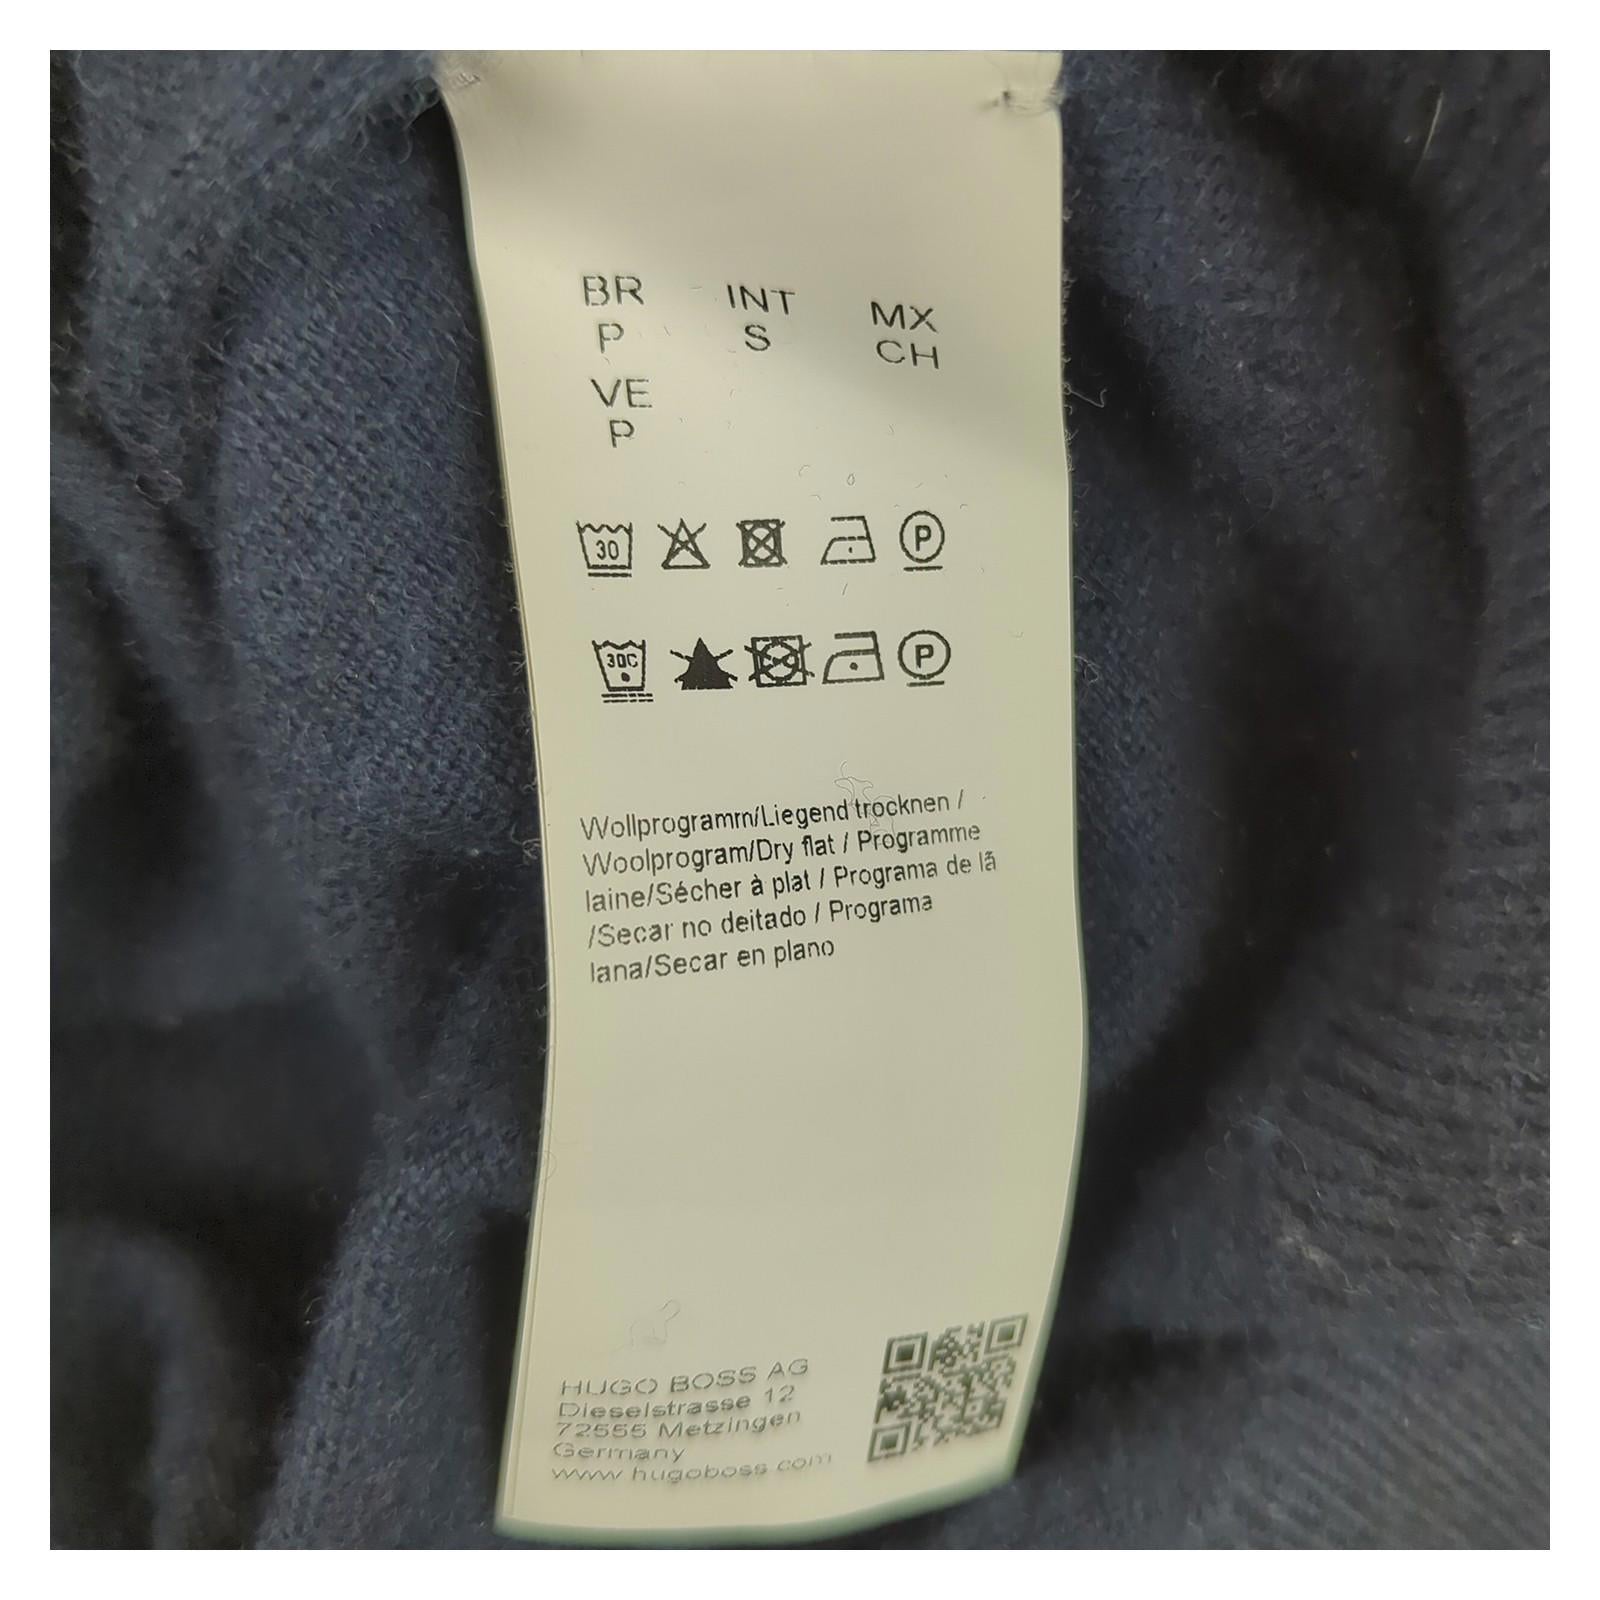 BR INT MX
P S CH
VE
P
30 P
30C P
Wollprogramm/Liegend trocknen /
Woolprogram/Dry flat / Programme
laine/Sécher à plat / Programa de lã
/Secar no deitado / Programa
lana/Secar en plano
HUGO BOSS AG
Dieselstrasse 12
72555 Metzingen
Germany
www.hugoboss.com